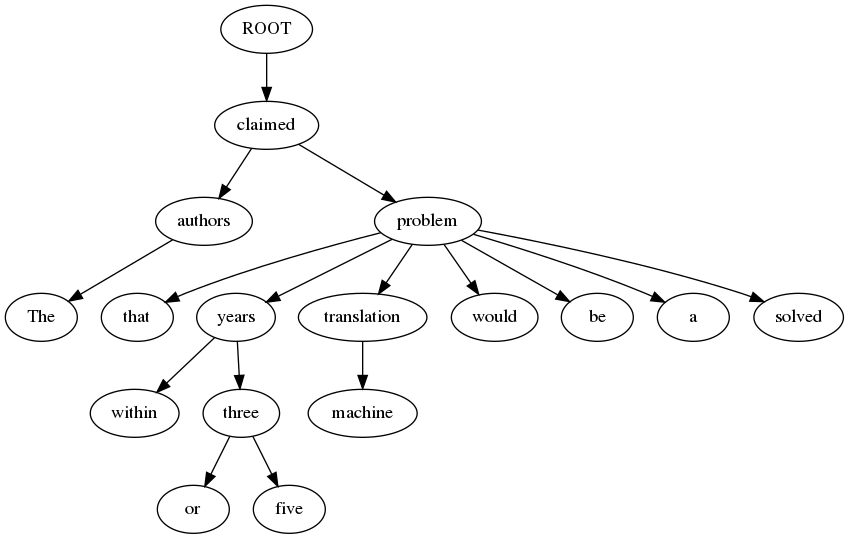 ROOT
claimed
authors problem
The that years translation would be a solved
within three machine
or five